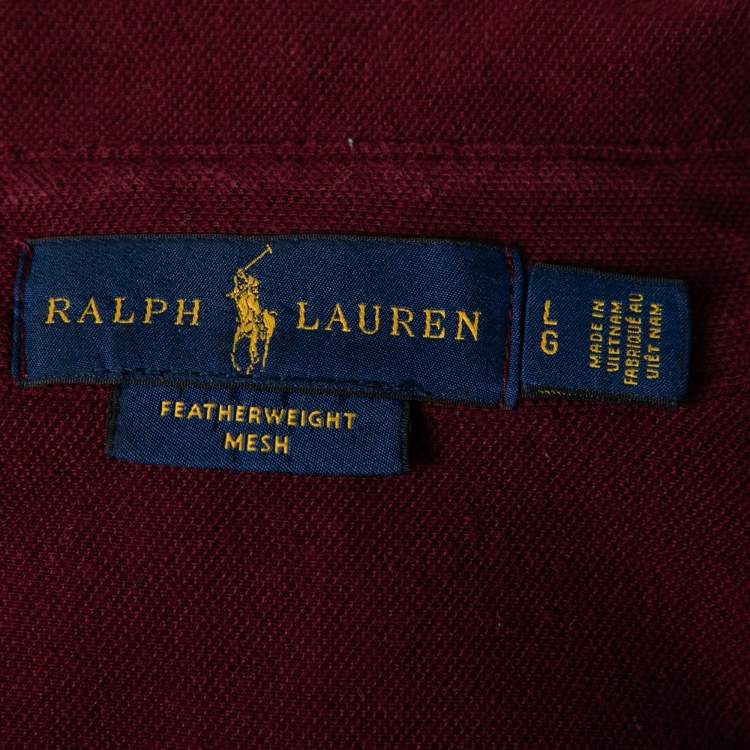 RALPH LAUREN
FEATHERWEIGHT
MESH
L
G
MADE IN
VIETNAM
FABRIQUÉ AU
VIÊT NAM